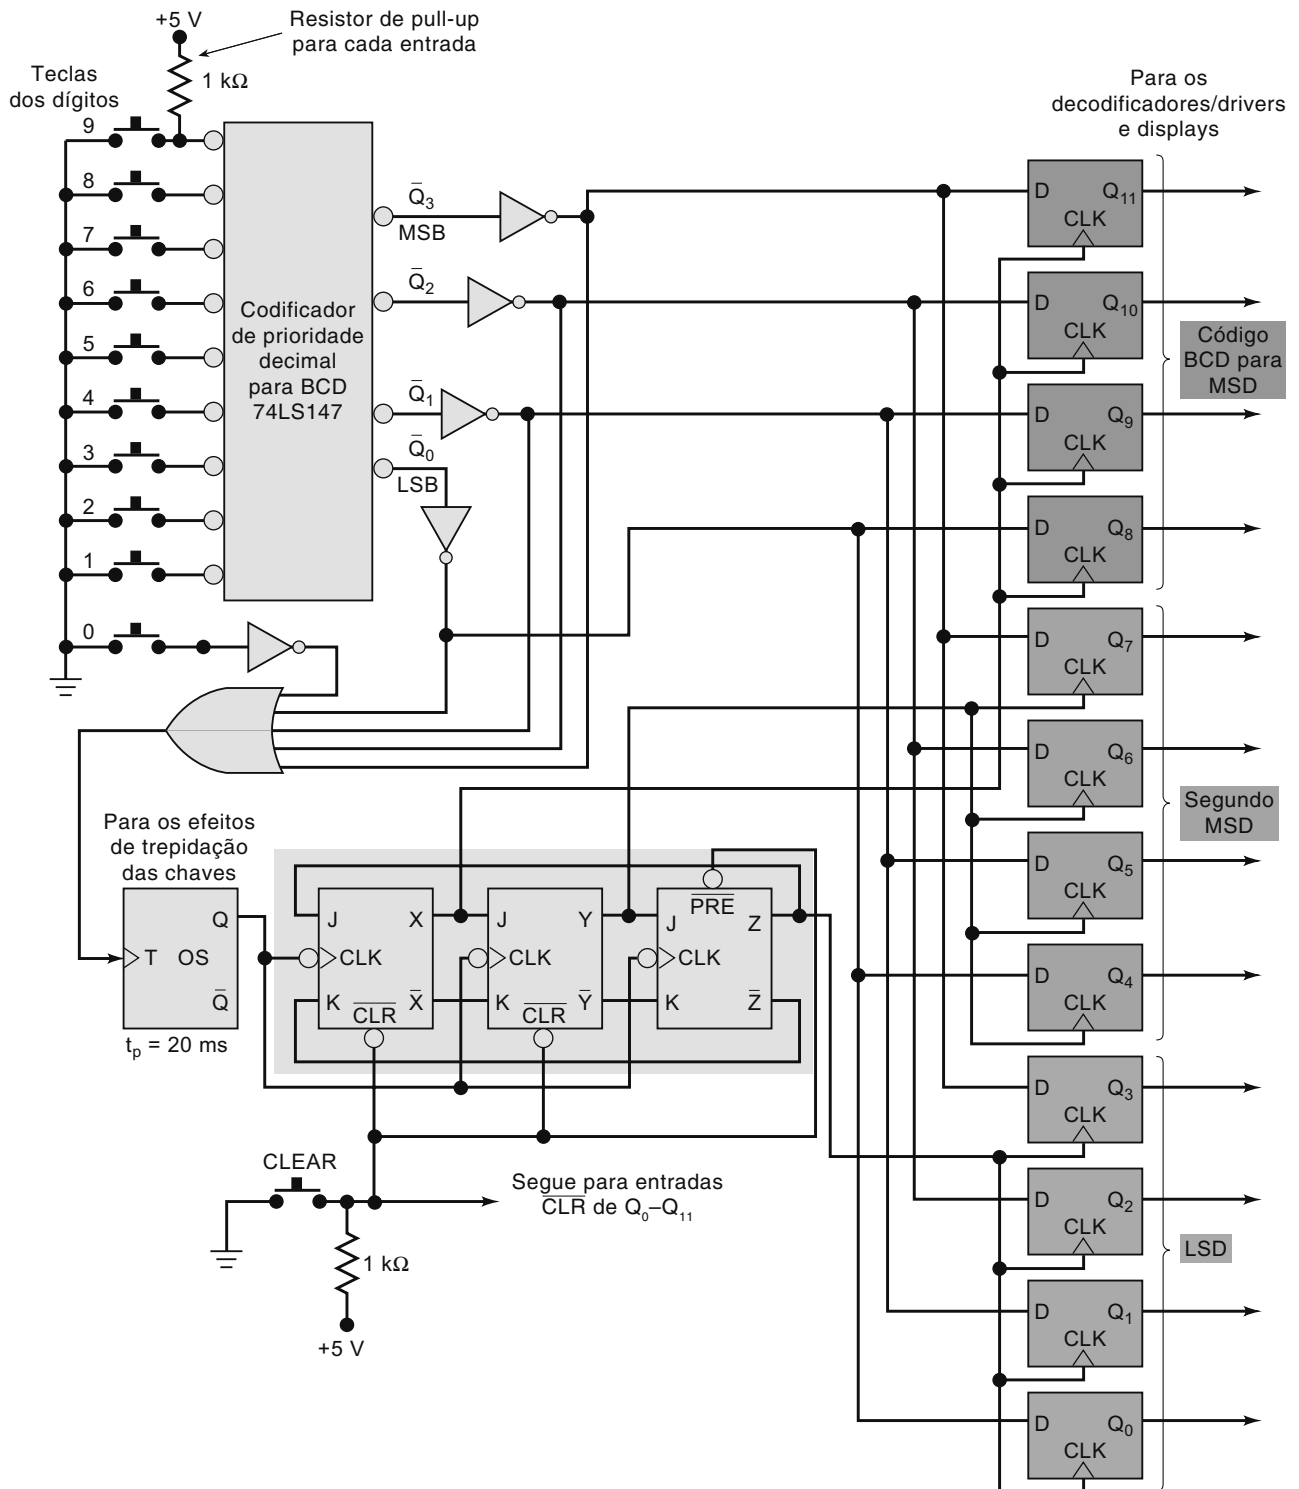 +5 V
Resistor de pull-up
para cada entrada
1 kΩ
Teclas
dos dígitos
9
8
7
6
5
4
3
2
1
0
Codificador
de prioridade
decimal
para BCD
74LS147
Q̅3
MSB
Q̅2
Q̅1
Q̅0
LSB
Para os
decodificadores/drivers
e displays
D Q11
CLK
D Q10
CLK
D Q9
CLK
D Q8
CLK
Código
BCD para
MSD
D Q7
CLK
D Q6
CLK
D Q5
CLK
D Q4
CLK
Segundo
MSD
D Q3
CLK
D Q2
CLK
D Q1
CLK
D Q0
CLK
LSD
Para os efeitos
de trepidação
das chaves
Q
T OS
Q̅
tp = 20 ms
J X
CLK
K X̅
C̅L̅R̅
J Y
CLK
K Y̅
C̅L̅R̅
P̅R̅E̅
J Z
CLK
K Z̅
CLEAR
Segue para entradas
C̅L̅R̅ de Q0–Q11
1 kΩ
+5 V